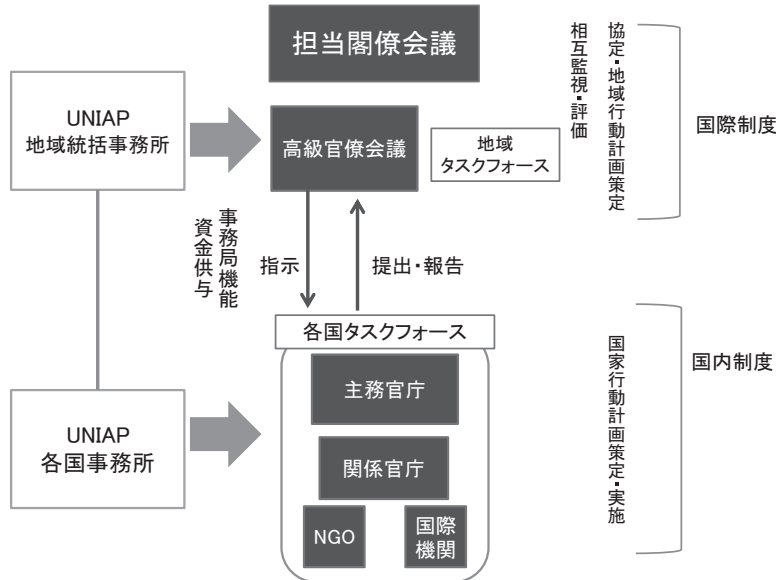 担当閣僚会議
UNIAP
地域統括事務所
高級官僚会議
地域
タスクフォース
協定・地域行動計画策定
相互監視・評価
国際制度
事務局機能
資金供与
指示
提出・報告
各国タスクフォース
主務官庁
関係官庁
NGO
国際
機関
UNIAP
各国事務所
国家行動計画策定・実施
国内制度